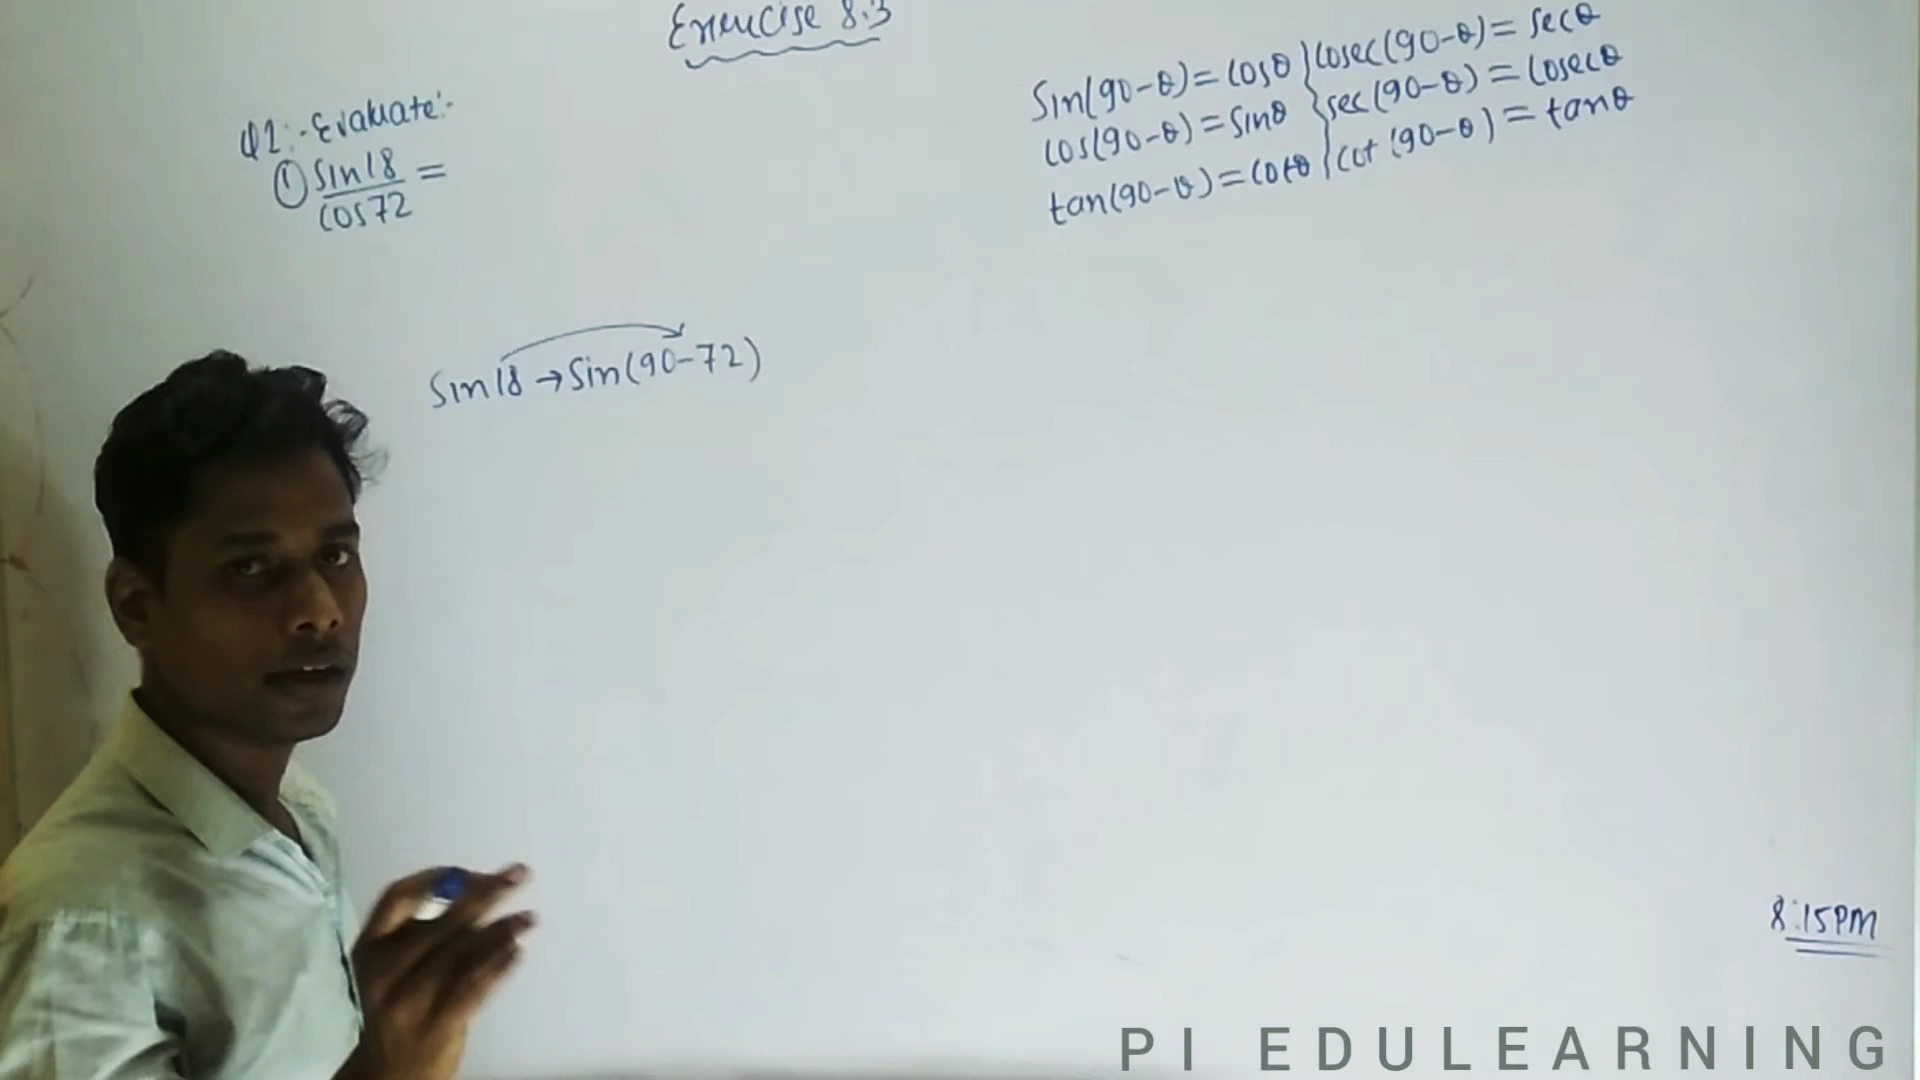 Exercise 8.3
Q1:-Evaluate:-
① Sin18 / Cos72 =
Sin(90-θ)=Cosθ } Cosec(90-θ)=Secθ
Cos(90-θ)=Sinθ } Sec(90-θ)=Cosecθ
tan(90-θ)=Cotθ } Cot(90-θ)=tanθ
Sin18→Sin(90-72)
8:15PM
PI EDULEARNING